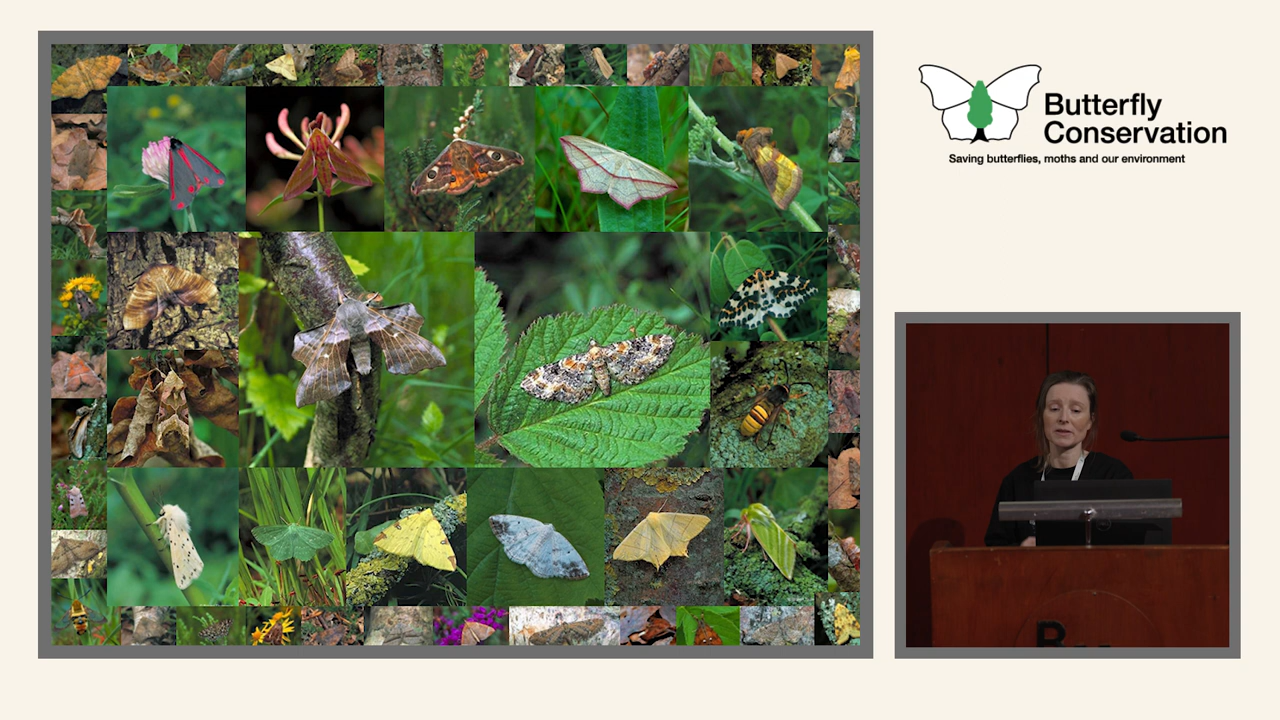 Butterfly
Conservation
Saving butterflies, moths and our environment